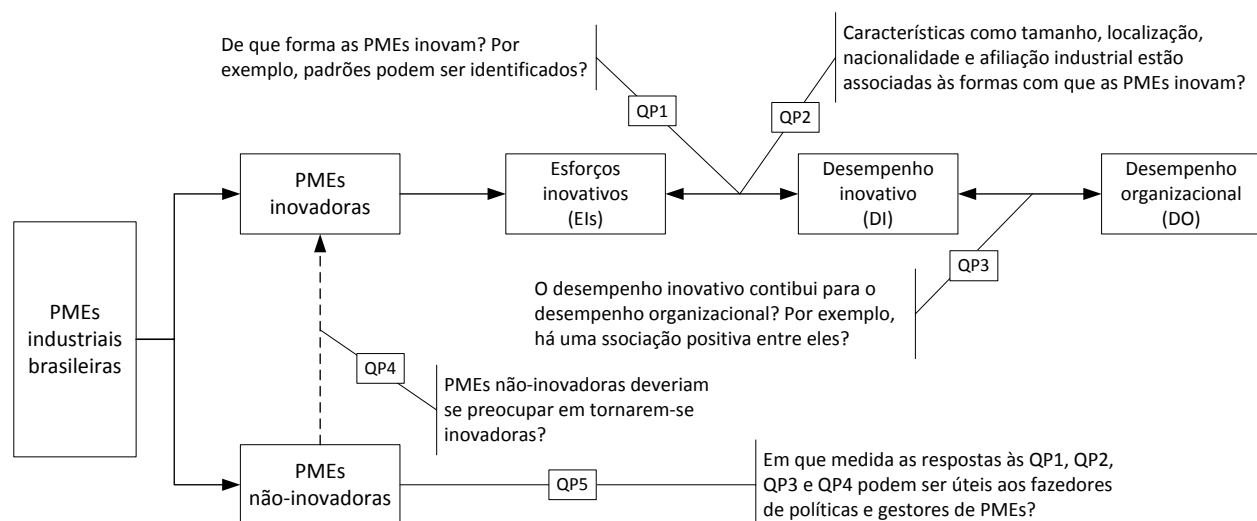 De que forma as PMEs inovam? Por
exemplo, padrões podem ser identificados?
Características como tamanho, localização,
nacionalidade e afiliação industrial estão
associadas às formas com que as PMEs inovam?
QP1
QP2
PMEs
inovadoras
Esforços
inovativos
(EIs)
Desempenho
inovativo
(DI)
Desempenho
organizacional
(DO)
QP3
O desempenho inovativo contibui para o
desempenho organizacional? Por exemplo,
há uma ssociação positiva entre eles?
PMEs
industriais
brasileiras
QP4
PMEs não-inovadoras deveriam
se preocupar em tornarem-se
inovadoras?
PMEs
não-inovadoras
QP5
Em que medida as respostas às QP1, QP2,
QP3 e QP4 podem ser úteis aos fazedores
de políticas e gestores de PMEs?